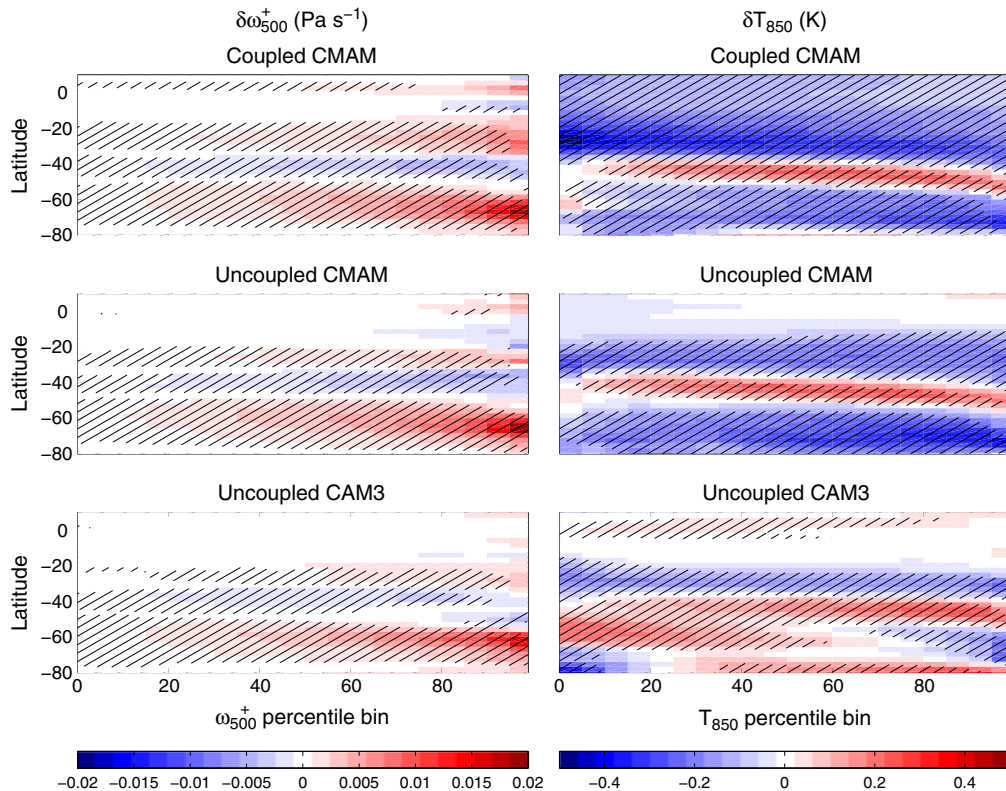 δω⁺₅₀₀ (Pa s⁻¹)
δT₈₅₀ (K)
Coupled CMAM
Coupled CMAM
Latitude
0
−20
−40
−60
−80
Uncoupled CMAM
Uncoupled CMAM
Latitude
0
−20
−40
−60
−80
Uncoupled CAM3
Uncoupled CAM3
Latitude
0
−20
−40
−60
−80
0 20 40 60 80
0 20 40 60 80
ω⁺₅₀₀ percentile bin
T₈₅₀ percentile bin
−0.02 −0.015 −0.01 −0.005 0 0.005 0.01 0.015 0.02
−0.4 −0.2 0 0.2 0.4